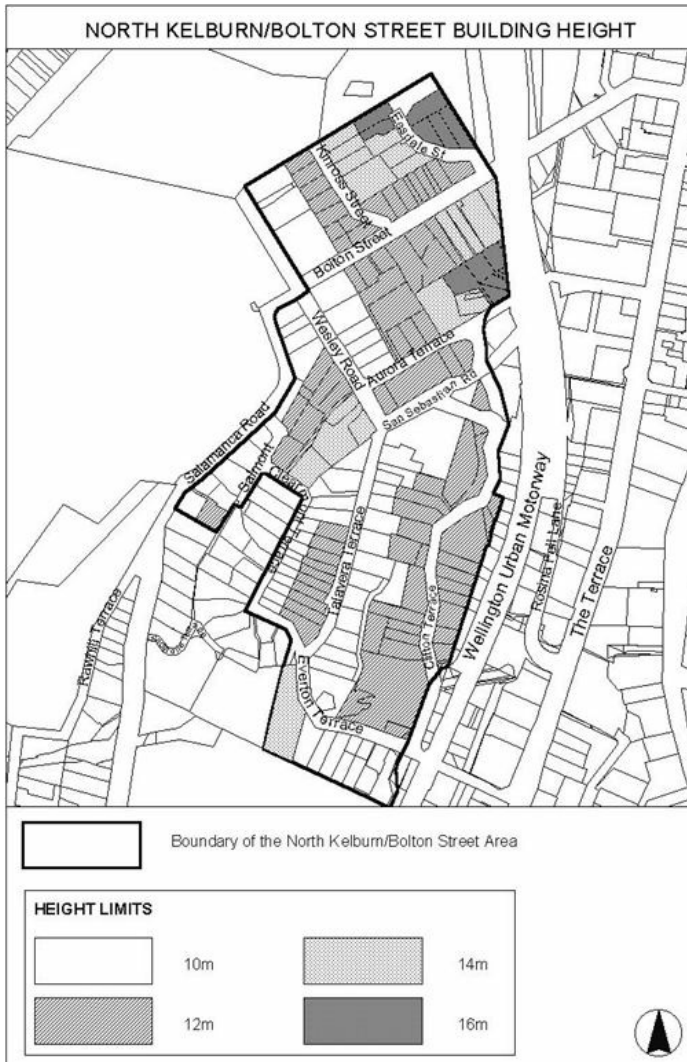 NORTH KELBURN/BOLTON STREET BUILDING HEIGHT
Easdale St
Kinross Street
Bolton Street
Wesley Road
Aurora Terrace
San Sebastian Rd
Salamanca Road
Salmont
Talavera Terrace
Clifton Terrace
Wellington Urban Motorway
Rosina Fell Lane
The Terrace
Rawhiti Terrace
Everton Terrace
Boundary of the North Kelburn/Bolton Street Area
HEIGHT LIMITS
10m
14m
12m
16m